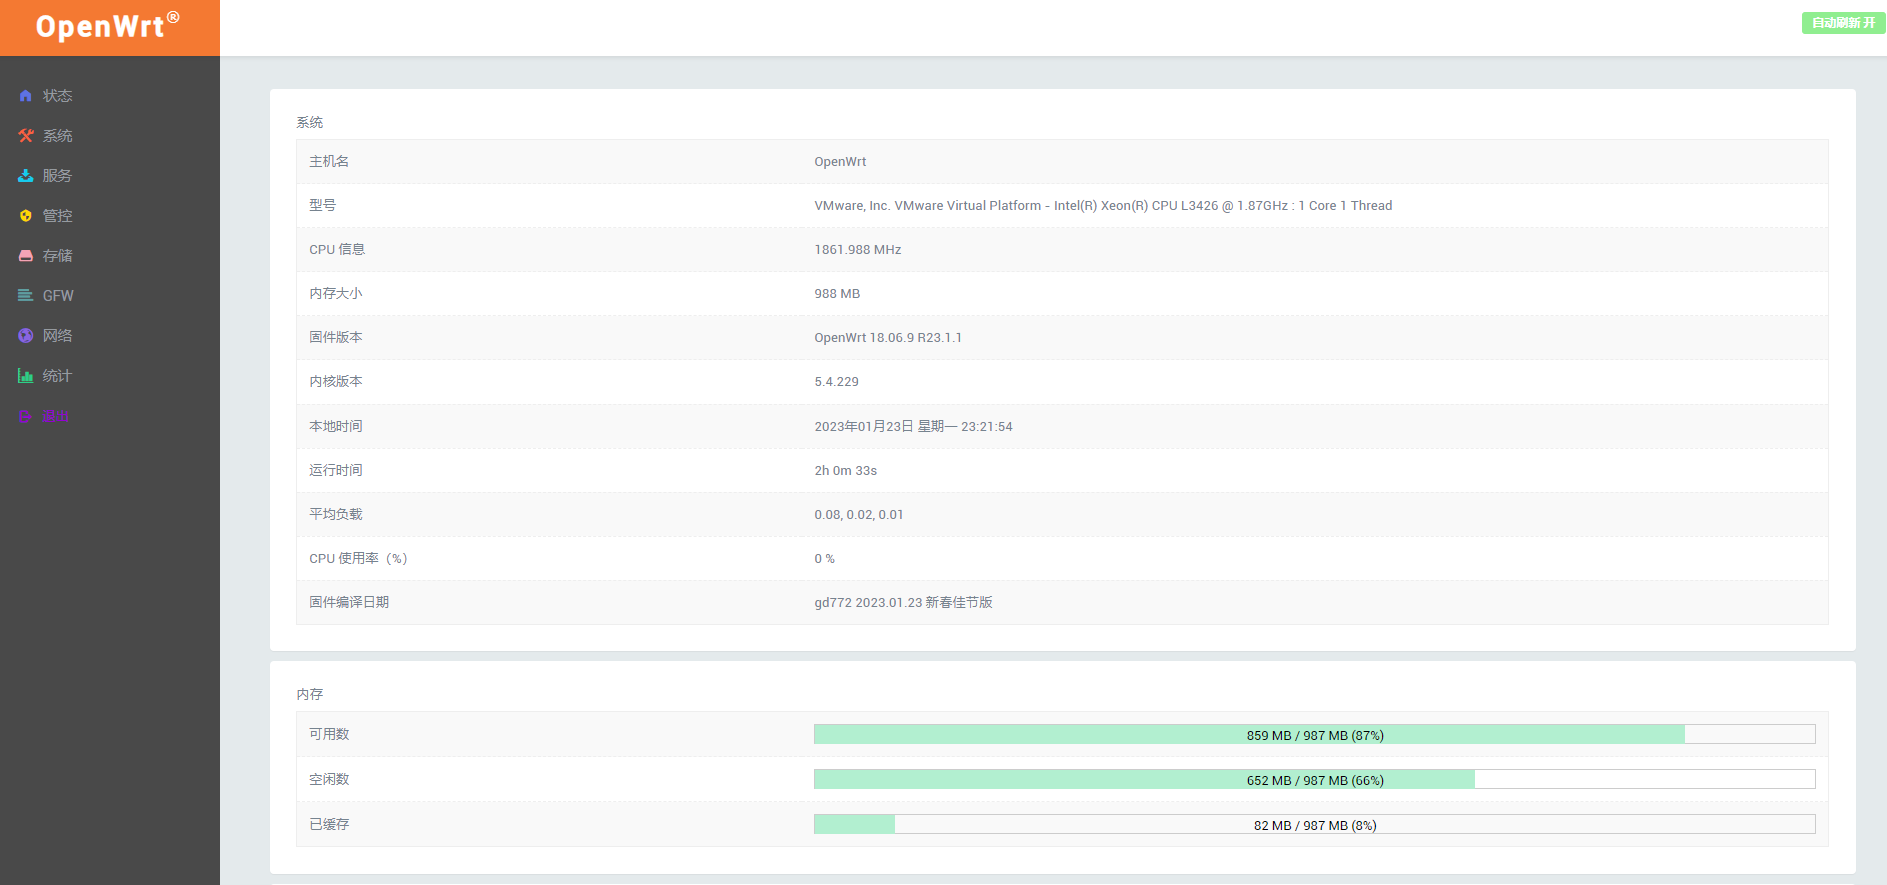 OpenWrt®
自动刷新 开
状态
系统
服务
管控
存储
GFW
网络
统计
系统
主机名 OpenWrt
型号 VMware, Inc. VMware Virtual Platform - Intel(R) Xeon(R) CPU L3426 @ 1.87GHz : 1 Core 1 Thread
CPU 信息 1861.988 MHz
内存大小 988 MB
固件版本 OpenWrt 18.06.9 R23.1.1
内核版本 5.4.229
本地时间 2023年01月23日 星期一 23:21:54
运行时间 2h 0m 33s
平均负载 0.08, 0.02, 0.01
CPU 使用率（%） 0 %
固件编译日期 gd772 2023.01.23 新春佳节版
内存
可用数 859 MB / 987 MB (87%)
空闲数 652 MB / 987 MB (66%)
已缓存 82 MB / 987 MB (8%)